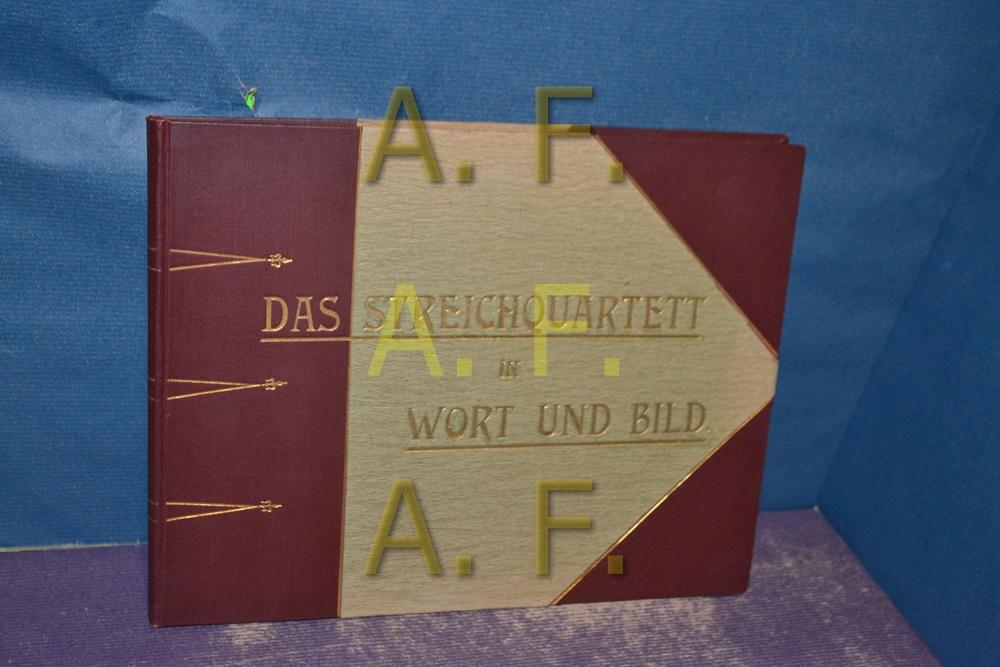 A. F.
DAS STREICHQUARTETT
A. F.
IN
WORT UND BILD.
A. F.